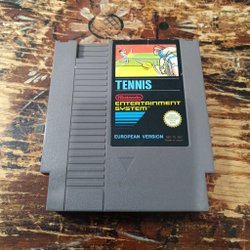 TENNIS
Nintendo
ENTERTAINMENT
SYSTEM
EUROPEAN VERSION